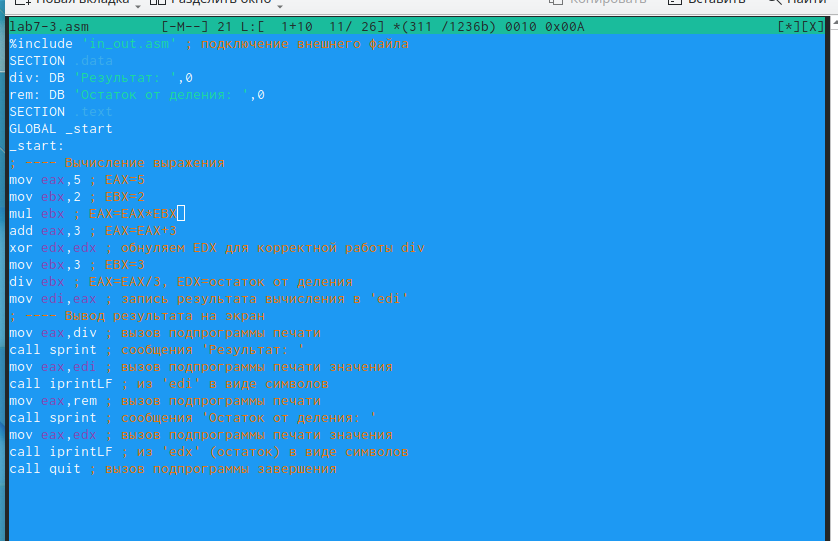 Новая вкладка Разделить окно Копировать Вставить Найти
lab7-3.asm [-M--] 21 L:[ 1+10 11/ 26] *(311 /1236b) 0010 0x00A [*][X]
%include 'in_out.asm' ; подключение внешнего файла
SECTION .data
div: DB 'Результат: ',0
rem: DB 'Остаток от деления: ',0
SECTION .text
GLOBAL _start
_start:
; ---- Вычисление выражения
mov eax,5 ; EAX=5
mov ebx,2 ; EBX=2
mul ebx ; EAX=EAX*EBX
add eax,3 ; EAX=EAX+3
xor edx,edx ; обнуляем EDX для корректной работы div
mov ebx,3 ; EBX=3
div ebx ; EAX=EAX/3, EDX=остаток от деления
mov edi,eax ; запись результата вычисления в 'edi'
; ---- Вывод результата на экран
mov eax,div ; вызов подпрограммы печати
call sprint ; сообщения 'Результат: '
mov eax,edi ; вызов подпрограммы печати значения
call iprintLF ; из 'edi' в виде символов
mov eax,rem ; вызов подпрограммы печати
call sprint ; сообщения 'Остаток от деления: '
mov eax,edx ; вызов подпрограммы печати значения
call iprintLF ; из 'edx' (остаток) в виде символов
call quit ; вызов подпрограммы завершения